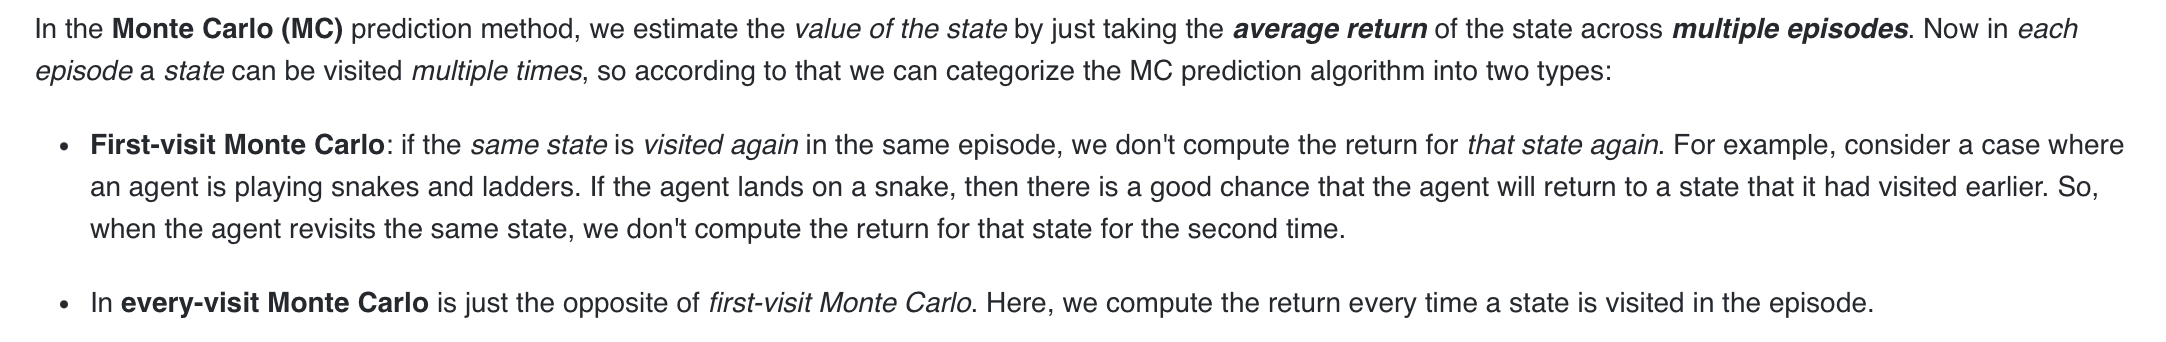 In the Monte Carlo (MC) prediction method, we estimate the value of the state by just taking the average return of the state across multiple episodes. Now in each
episode a state can be visited multiple times, so according to that we can categorize the MC prediction algorithm into two types:
• First-visit Monte Carlo: if the same state is visited again in the same episode, we don't compute the return for that state again. For example, consider a case where
an agent is playing snakes and ladders. If the agent lands on a snake, then there is a good chance that the agent will return to a state that it had visited earlier. So,
when the agent revisits the same state, we don't compute the return for that state for the second time.
• In every-visit Monte Carlo is just the opposite of first-visit Monte Carlo. Here, we compute the return every time a state is visited in the episode.